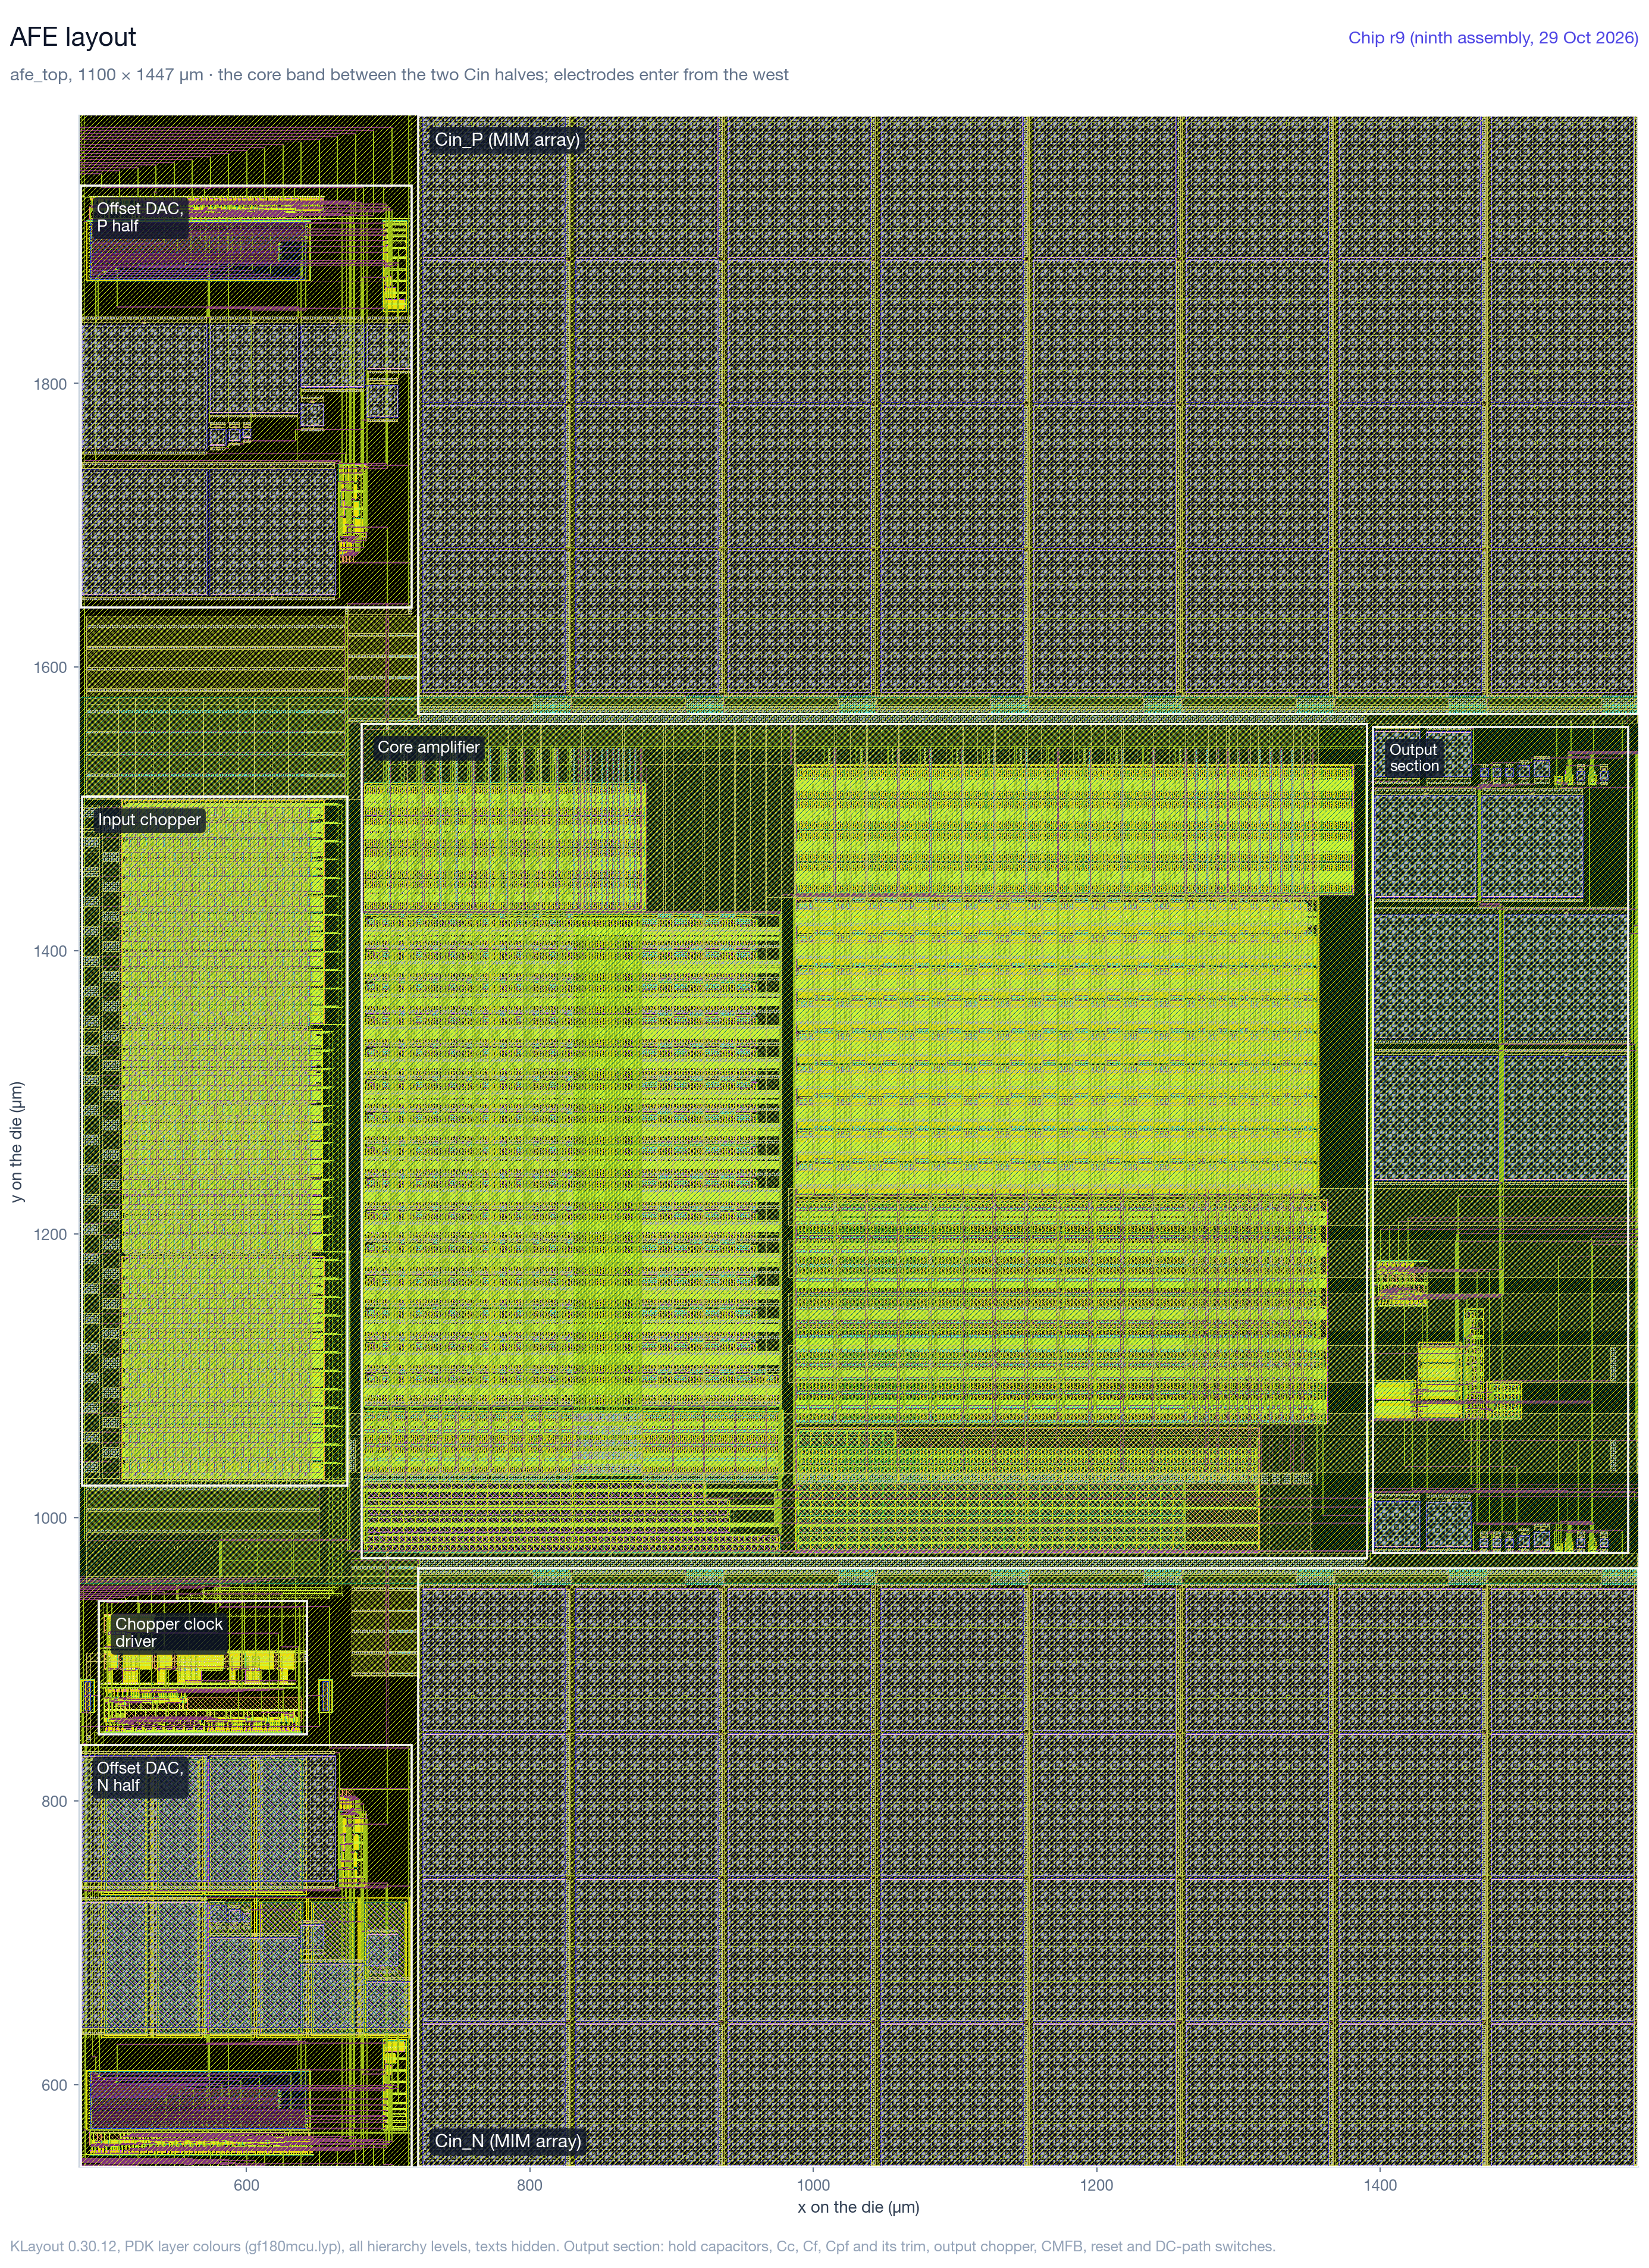 AFE layout
Chip r9 (ninth assembly, 29 Oct 2026)
afe_top, 1100 × 1447 µm · the core band between the two Cin halves; electrodes enter from the west
Cin_P (MIM array)
Offset DAC,
P half
1800
1600
Core amplifier
Output
section
Input chopper
1400
y on the die (µm)
1200
1000
Chopper clock
driver
Offset DAC,
N half
800
600
Cin_N (MIM array)
600
800
1000
1200
1400
x on the die (µm)
KLayout 0.30.12, PDK layer colours (gf180mcu.lyp), all hierarchy levels, texts hidden. Output section: hold capacitors, Cc, Cf, Cpf and its trim, output chopper, CMFB, reset and DC-path switches.